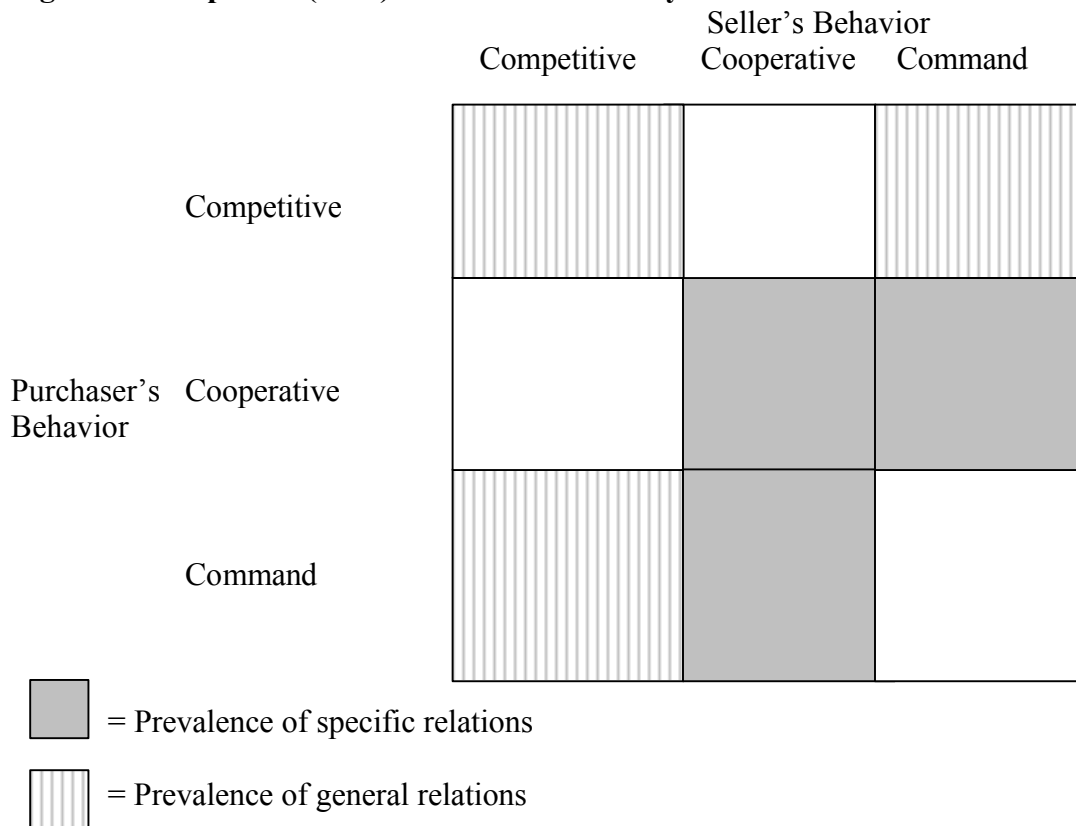 Seller's Behavior
Competitive Cooperative Command
Competitive
Purchaser's Cooperative
Behavior
Command
= Prevalence of specific relations
= Prevalence of general relations